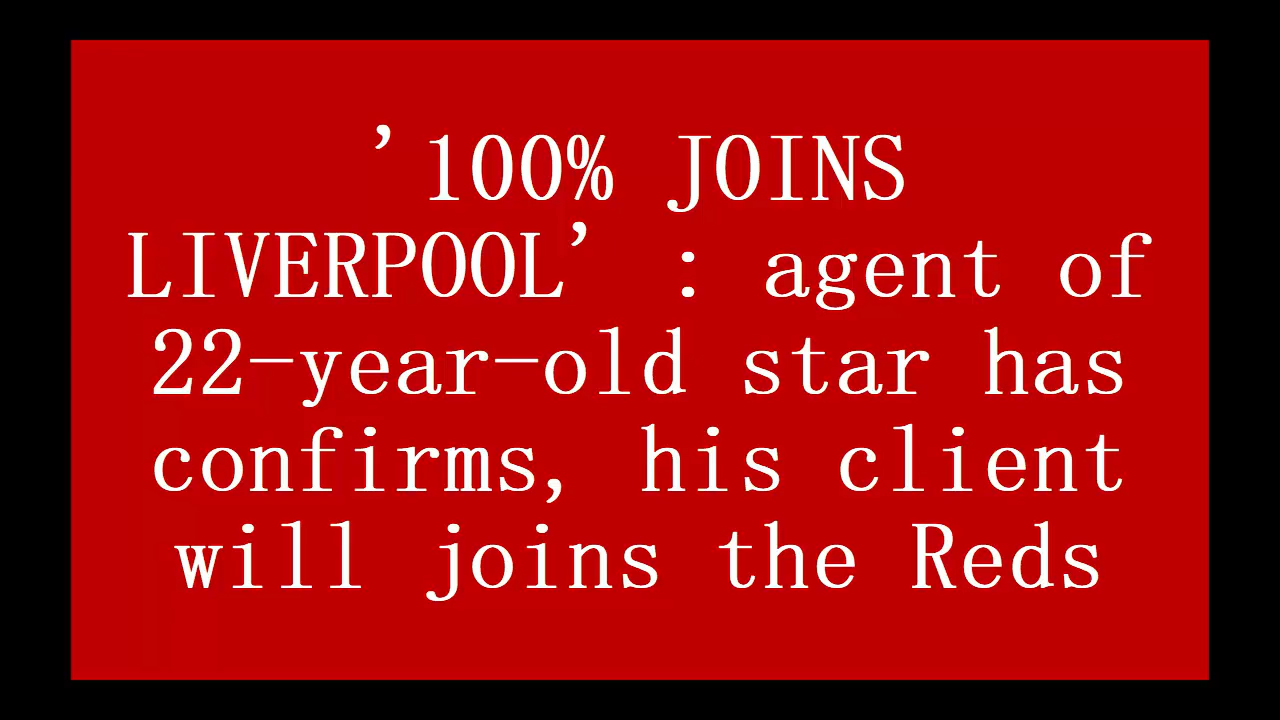 '100% JOINS
LIVERPOOL' : agent of
22-year-old star has
confirms, his client
will joins the Reds